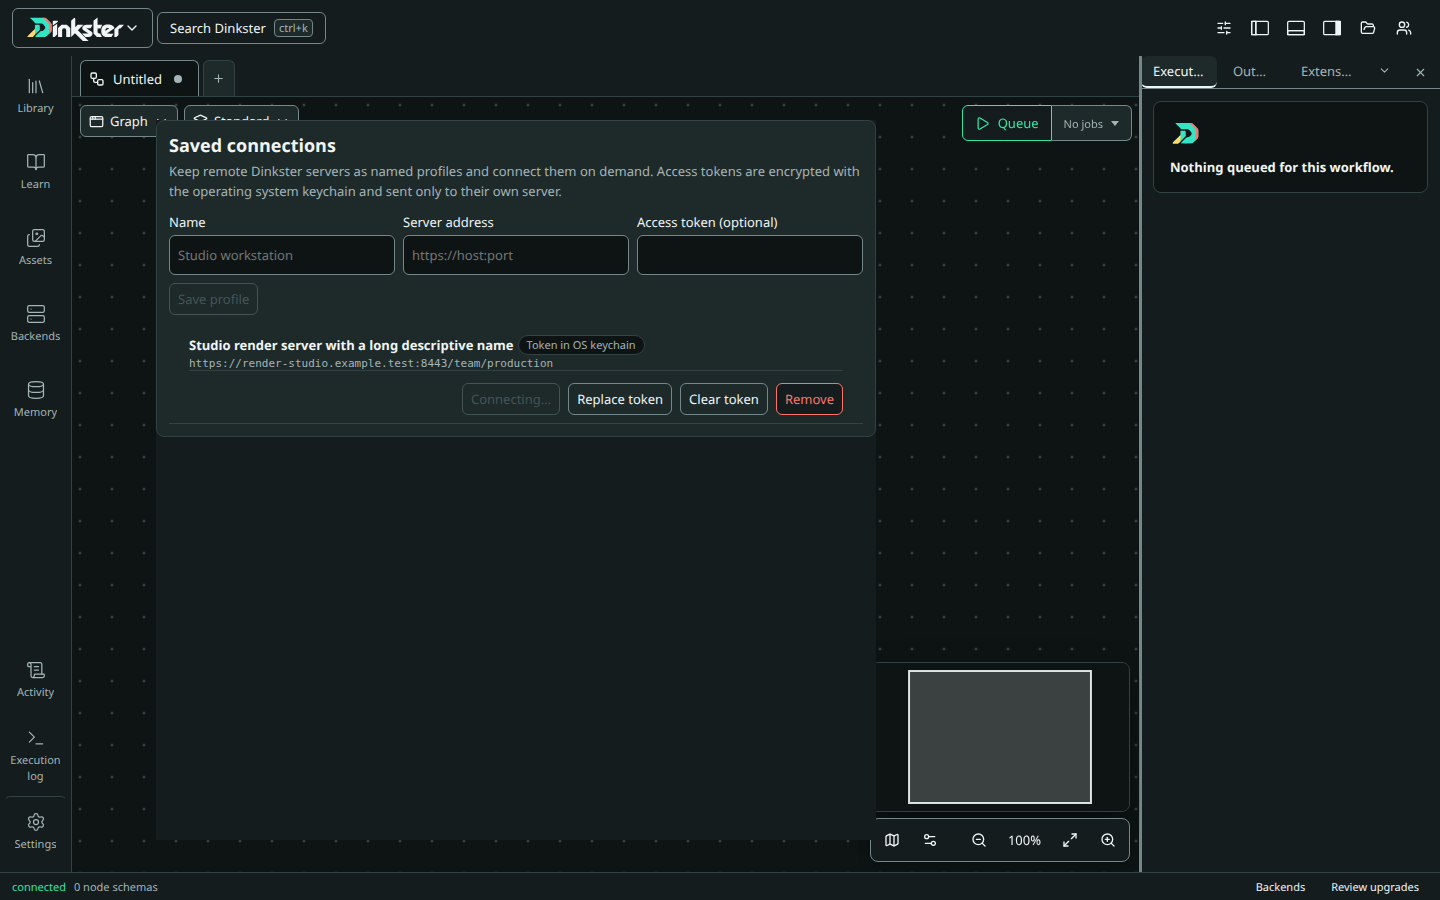 Dinkster
Search Dinkster ctrl+k
Library
Learn
Assets
Backends
Memory
Activity
Execution
log
Settings
Untitled
+
Graph
Standard
Queue
No jobs
Saved connections
Keep remote Dinkster servers as named profiles and connect them on demand. Access tokens are encrypted with
the operating system keychain and sent only to their own server.
Name
Server address
Access token (optional)
Studio workstation
https://host:port
Save profile
Studio render server with a long descriptive name Token in OS keychain
https://render-studio.example.test:8443/team/production
Connecting...
Replace token
Clear token
Remove
100%
Execut...
Out...
Extens...
Nothing queued for this workflow.
connected 0 node schemas
Backends
Review upgrades